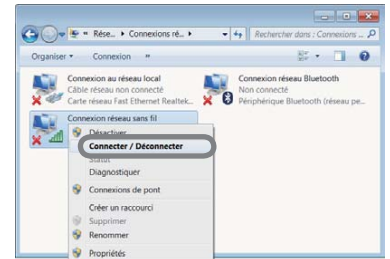 Rése... ▸ Connexions ré... ▸
Rechercher dans : Connexions ...
Organiser ▾ Connexion »
Connexion au réseau local
Câble réseau non connecté
Carte réseau Fast Ethernet Realtek...
Connexion réseau Bluetooth
Non connecté
Périphérique Bluetooth (réseau pe...
Connexion réseau sans fil
Désactiver
Connecter / Déconnecter
Statut
Diagnostiquer
Connexions de pont
Créer un raccourci
Supprimer
Renommer
Propriétés